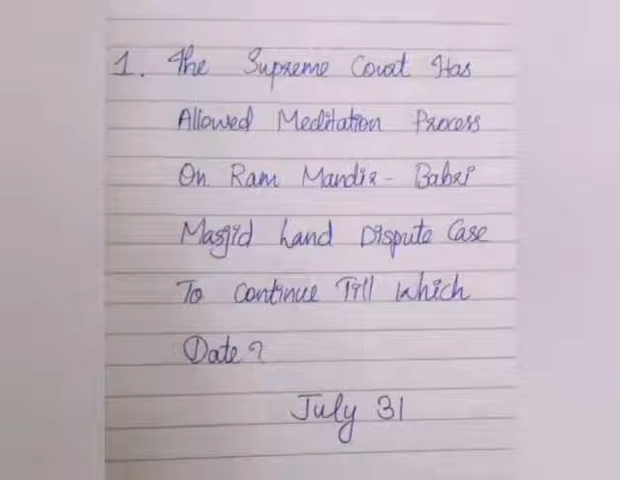 1. The Supreme Court Has
Allowed Meditation Process
On Ram Mandir - Babri
Masjid Land Dispute Case
To Continue Till Which
Date?
July 31